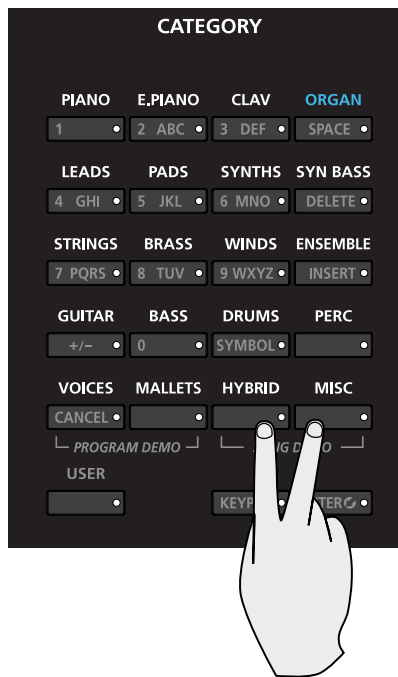 CATEGORY
PIANO E.PIANO CLAV ORGAN
1 2 ABC 3 DEF SPACE
LEADS PADS SYNTHS SYN BASS
4 GHI 5 JKL 6 MNO DELETE
STRINGS BRASS WINDS ENSEMBLE
7 PQRS 8 TUV 9 WXYZ INSERT
GUITAR BASS DRUMS PERC
+/– 0 SYMBOL
VOICES MALLETS HYBRID MISC
CANCEL
PROGRAM DEMO
USER